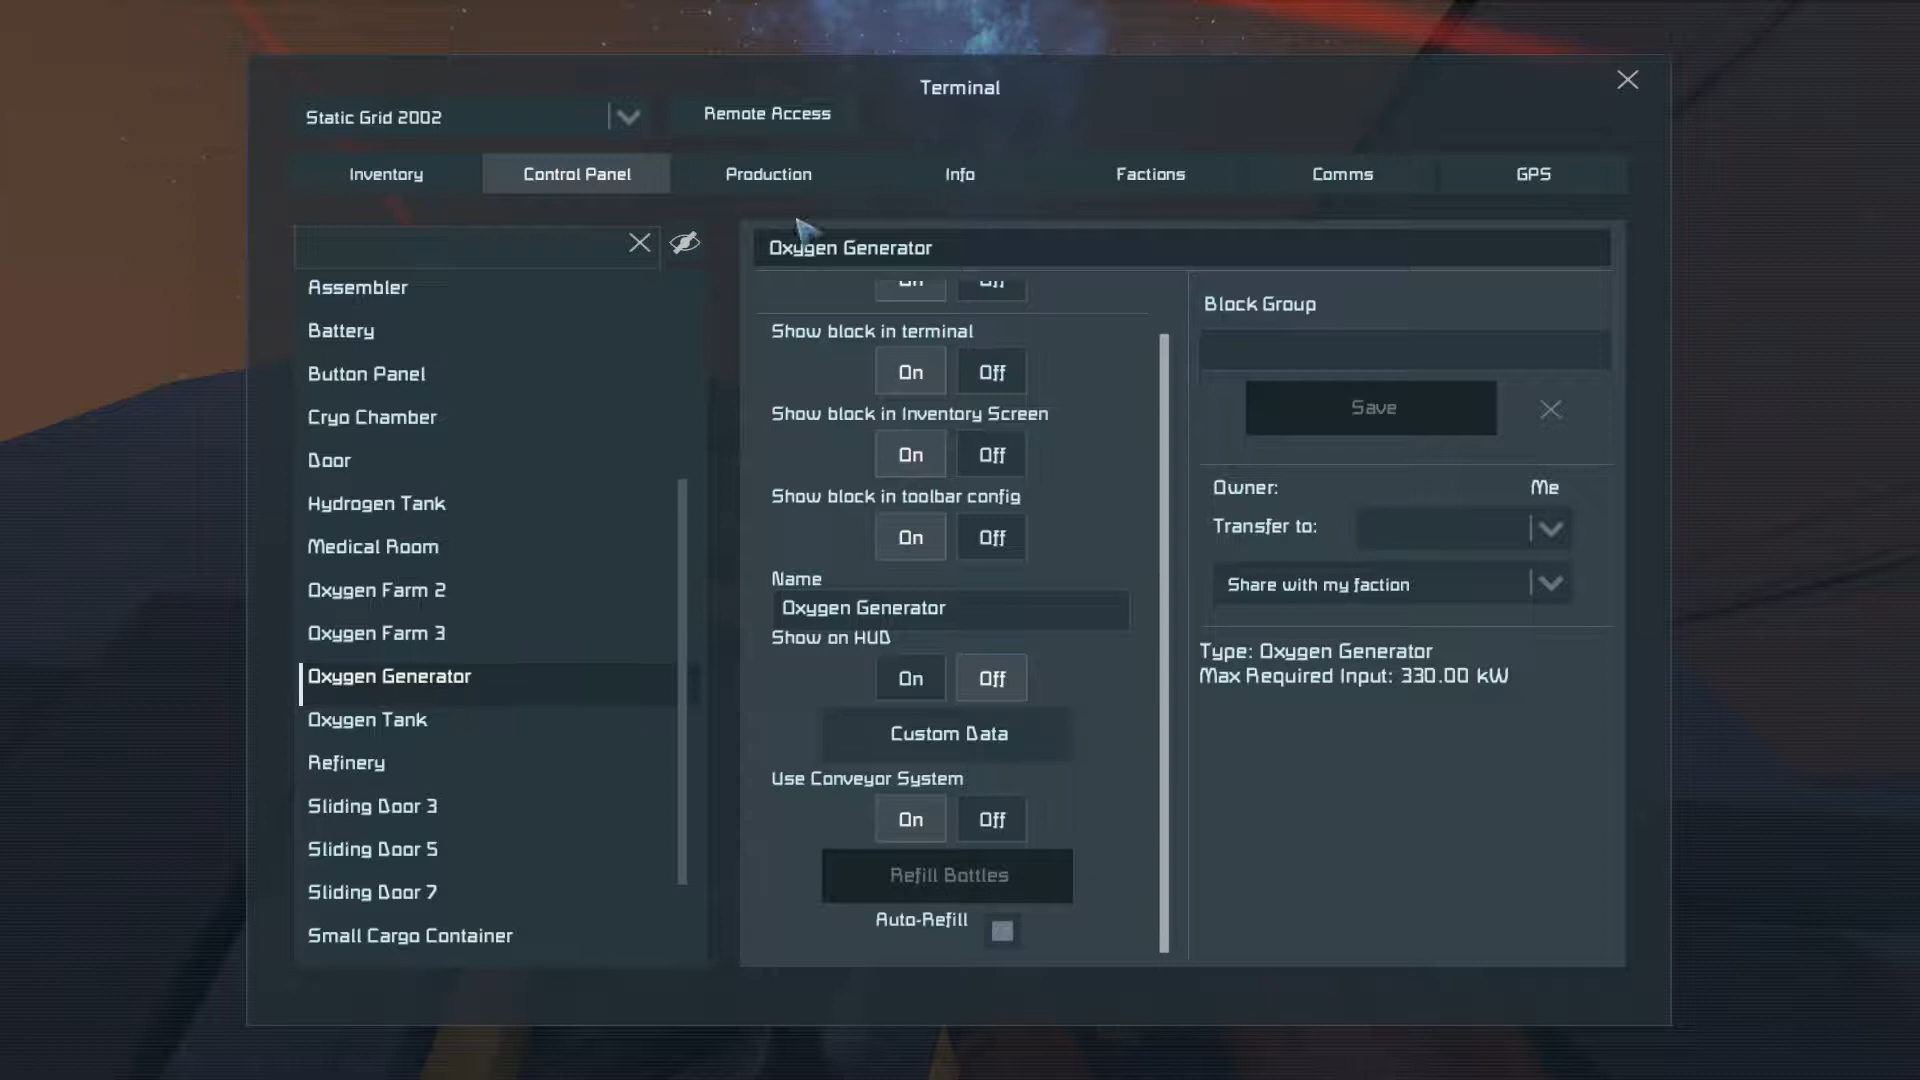 Terminal
Static Grid 2002
Remote Access
Inventory
Control Panel
Production
Info
Factions
Comms
GPS
Assembler
Battery
Button Panel
Cryo Chamber
Door
Hydrogen Tank
Medical Room
Oxygen Farm 2
Oxygen Farm 3
Oxygen Generator
Oxygen Tank
Refinery
Sliding Door 3
Sliding Door 5
Sliding Door 7
Small Cargo Container
Oxygen Generator
On Off
Show block in terminal
On Off
Show block in Inventory Screen
On Off
Show block in toolbar config
On Off
Name
Oxygen Generator
Show on HUD
On Off
Custom Data
Use Conveyor System
On Off
Refill Bottles
Auto-Refill
Block Group
Save
Owner: Me
Transfer to:
Share with my faction
Type: Oxygen Generator
Max Required Input: 330.00 kW